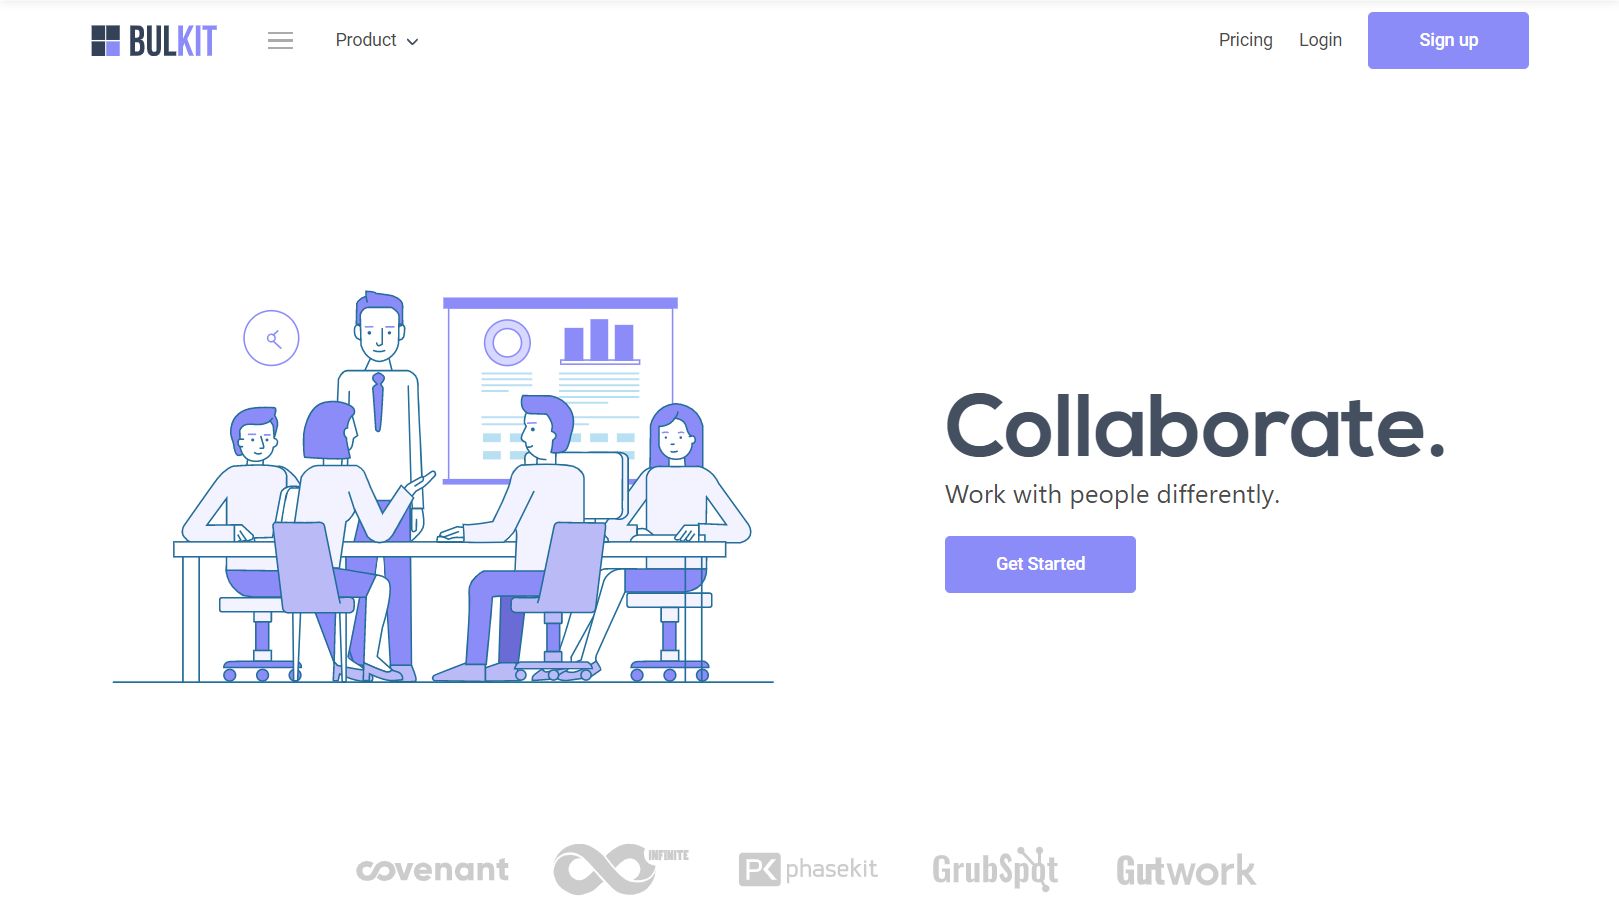 BULKIT
Product
Pricing
Login
Sign up
Collaborate.
Work with people differently.
Get Started
covenant
INFINITE
PK phasekit
GrubSpot
Gutwork